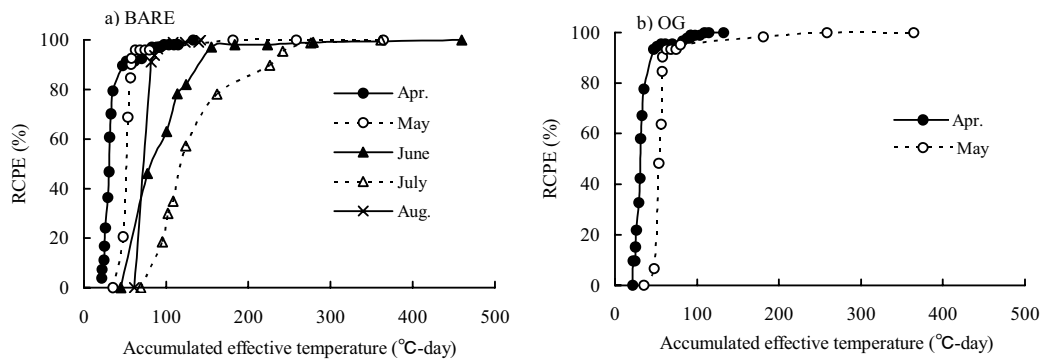 a) BARE
RCPE (%)
100
80
60
40
20
0
0 100 200 300 400 500
Accumulated effective temperature (℃-day)
Apr.
May
June
July
Aug.
b) OG
RCPE (%)
100
80
60
40
20
0
0 100 200 300 400 500
Accumulated effective temperature (℃-day)
Apr.
May